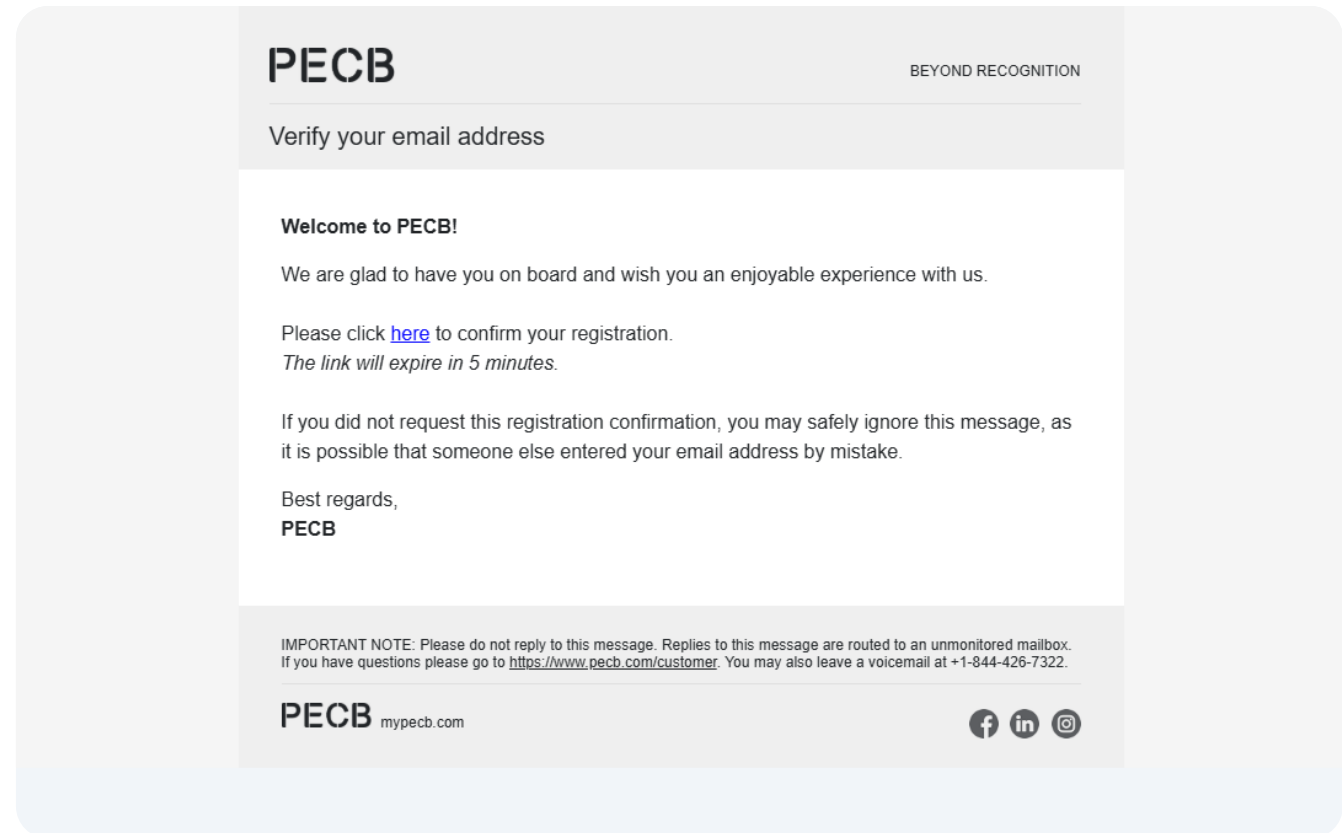 PECB
BEYOND RECOGNITION
Verify your email address
Welcome to PECB!
We are glad to have you on board and wish you an enjoyable experience with us.
Please click here to confirm your registration.
The link will expire in 5 minutes.
If you did not request this registration confirmation, you may safely ignore this message, as
it is possible that someone else entered your email address by mistake.
Best regards,
PECB
IMPORTANT NOTE: Please do not reply to this message. Replies to this message are routed to an unmonitored mailbox.
If you have questions please go to https://www.pecb.com/customer. You may also leave a voicemail at +1-844-426-7322.
PECB mypecb.com